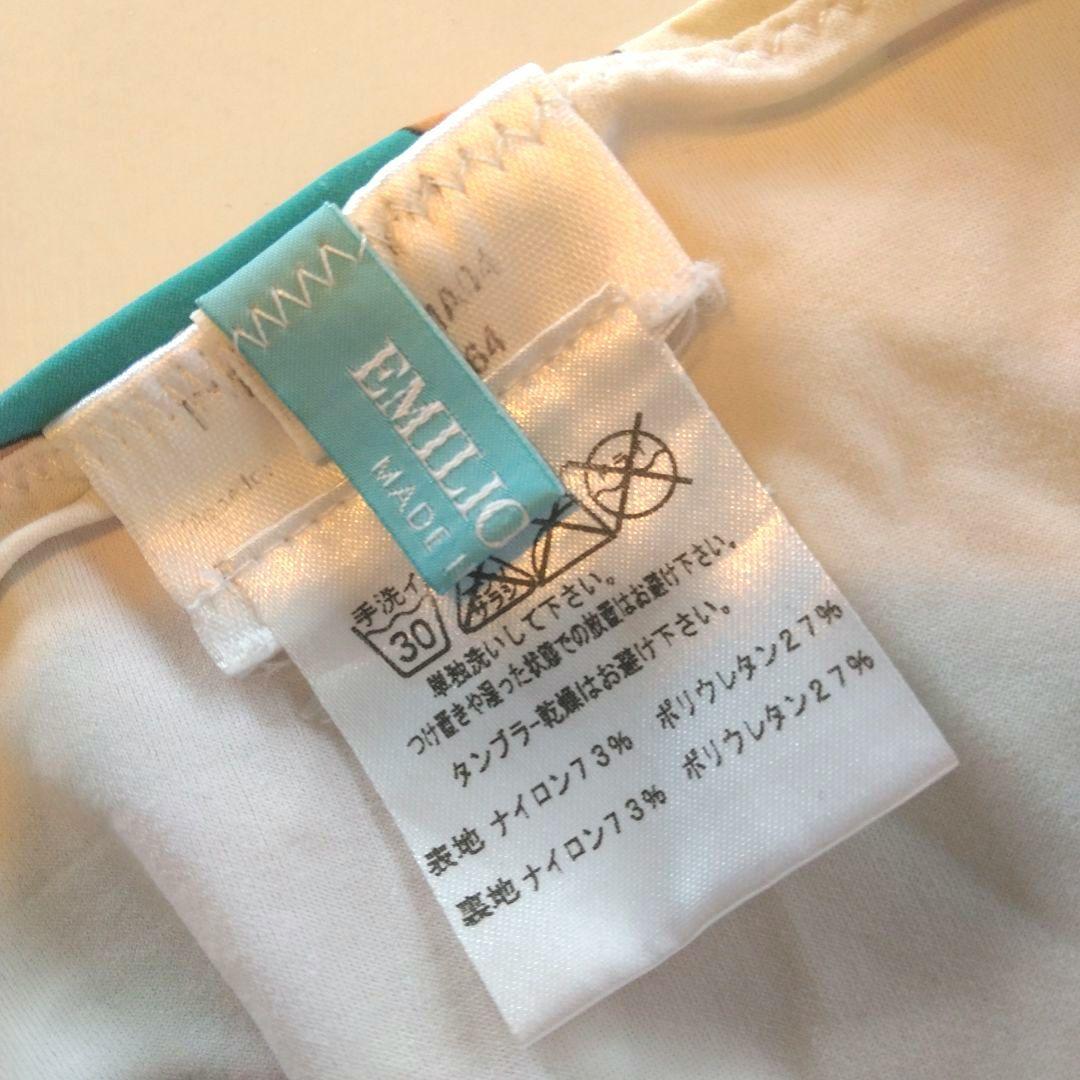 EMILIO
MADE
64
手洗イ
30
サラシ
単独洗いして下さい。
つけ置きや湿った状態での放置はお避け下さい。
タンブラー乾燥はお避け下さい。
表地 ナイロン73% ポリウレタン27%
裏地 ナイロン73% ポリウレタン27%